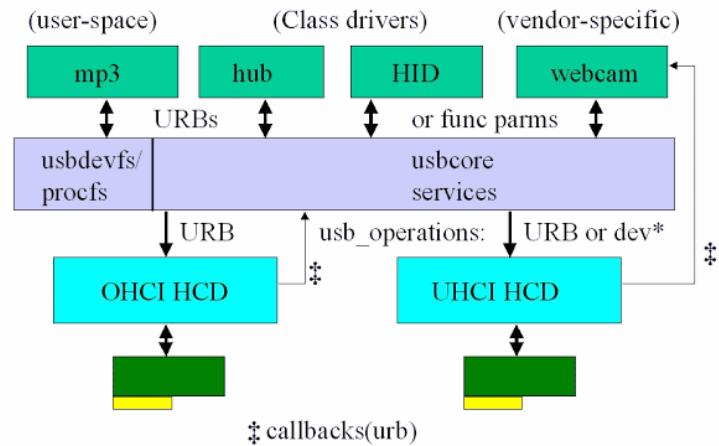 (user-space) (Class drivers) (vendor-specific)
mp3 hub HID webcam
URBs or func parms
usbdevfs/ usbcore
procfs services
URB usb_operations: URB or dev*
‡ ‡
OHCI HCD UHCI HCD
‡ callbacks(urb)